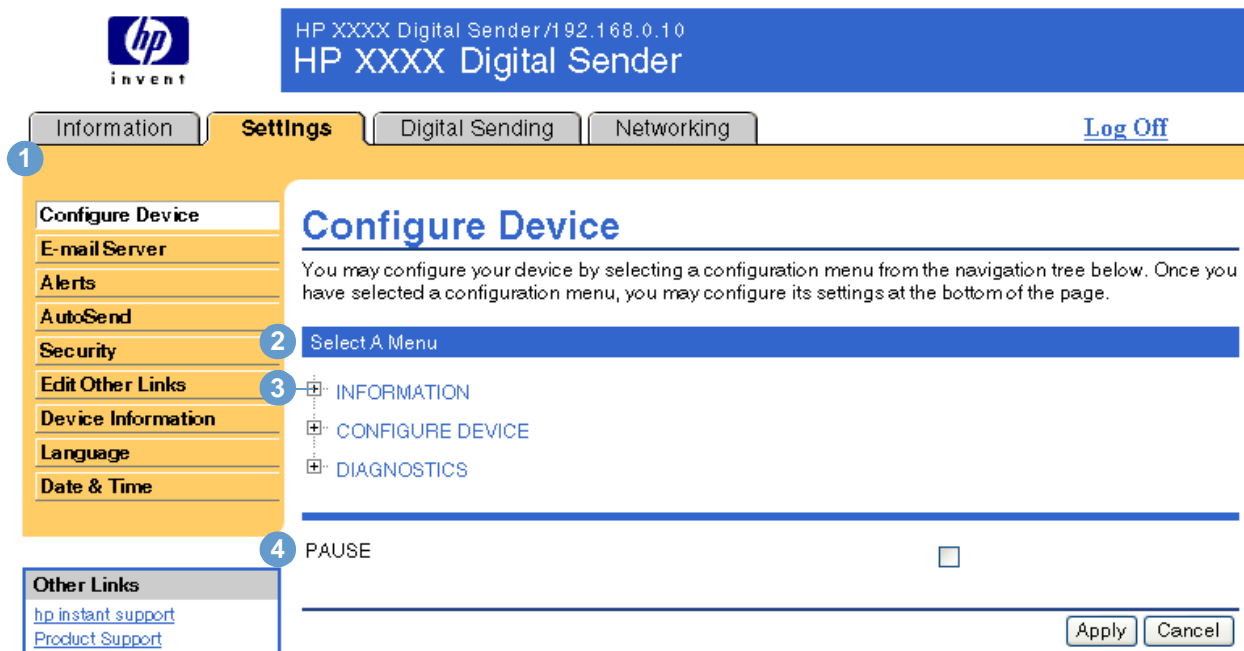 hp
invent
HP XXXX Digital Sender/192.168.0.10
HP XXXX Digital Sender
Information
Settings
Digital Sending
Networking
Log Off
1
Configure Device
E-mail Server
Alerts
AutoSend
Security
Edit Other Links
Device Information
Language
Date & Time
Other Links
hp instant support
Product Support
Configure Device
You may configure your device by selecting a configuration menu from the navigation tree below. Once you
have selected a configuration menu, you may configure its settings at the bottom of the page.
2
Select A Menu
3
INFORMATION
CONFIGURE DEVICE
DIAGNOSTICS
4
PAUSE
Apply
Cancel